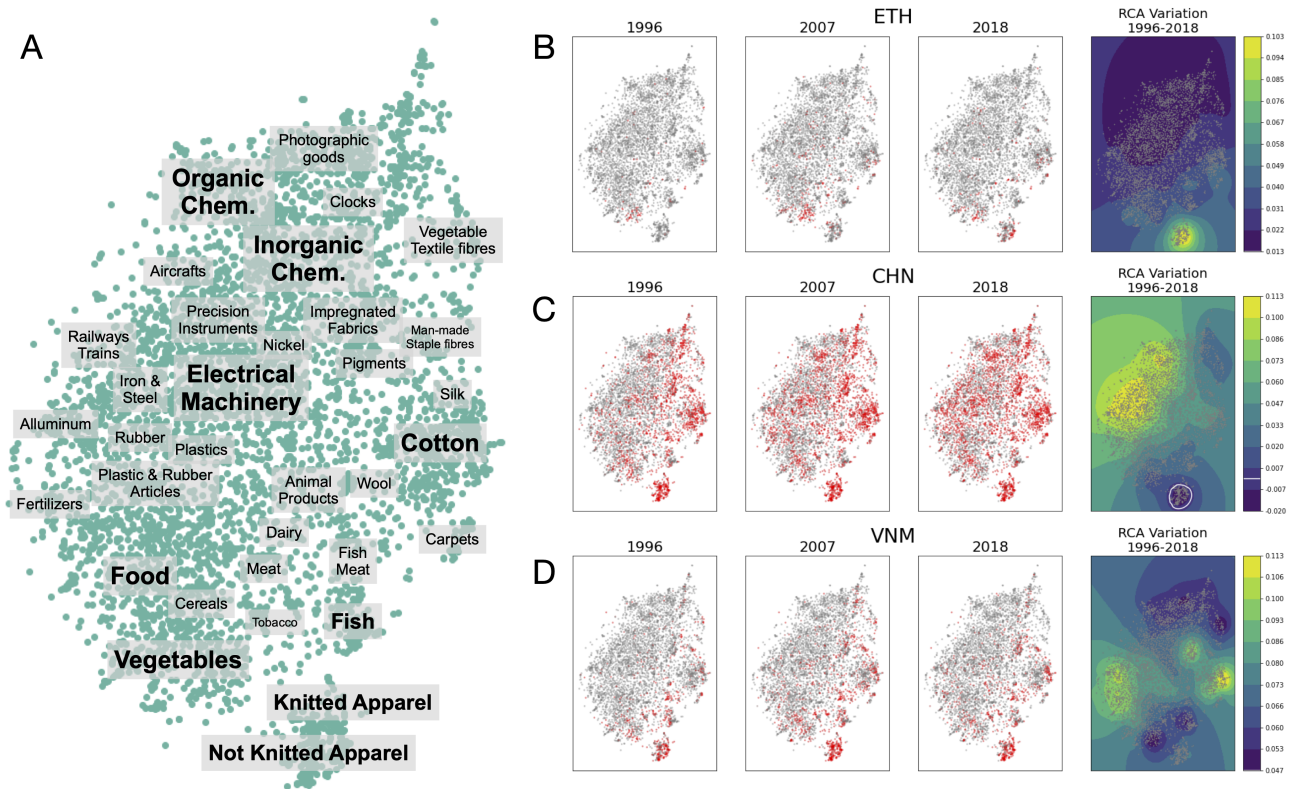 A
Photographic
goods
Organic
Chem.
Clocks
Vegetable
Textile fibres
Inorganic
Chem.
Aircrafts
Precision
Instruments
Impregnated
Fabrics
Man-made
Staple fibres
Railways
Trains
Nickel
Pigments
Electrical
Machinery
Iron &
Steel
Silk
Alluminum
Rubber
Plastics
Cotton
Plastic & Rubber
Articles
Animal
Products
Wool
Fertilizers
Dairy
Carpets
Fish
Meat
Meat
Food
Cereals
Tobacco
Fish
Vegetables
Knitted Apparel
Not Knitted Apparel
B
ETH
1996
2007
2018
RCA Variation
1996-2018
0.103
0.094
0.085
0.076
0.067
0.058
0.049
0.040
0.031
0.022
0.013
C
CHN
1996
2007
2018
RCA Variation
1996-2018
0.113
0.100
0.087
0.073
0.060
0.047
0.033
0.020
0.007
-0.007
-0.020
D
VNM
1996
2007
2018
RCA Variation
1996-2018
0.113
0.106
0.100
0.093
0.086
0.080
0.073
0.066
0.060
0.053
0.047